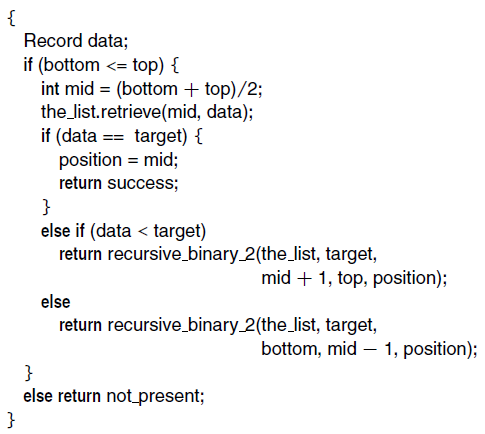 {
Record data;
if (bottom <= top) {
int mid = (bottom + top)/2;
the_list.retrieve(mid, data);
if (data == target) {
position = mid;
return success;
}
else if (data < target)
return recursive_binary_2(the_list, target,
mid + 1, top, position);
else
return recursive_binary_2(the_list, target,
bottom, mid − 1, position);
}
else return not_present;
}